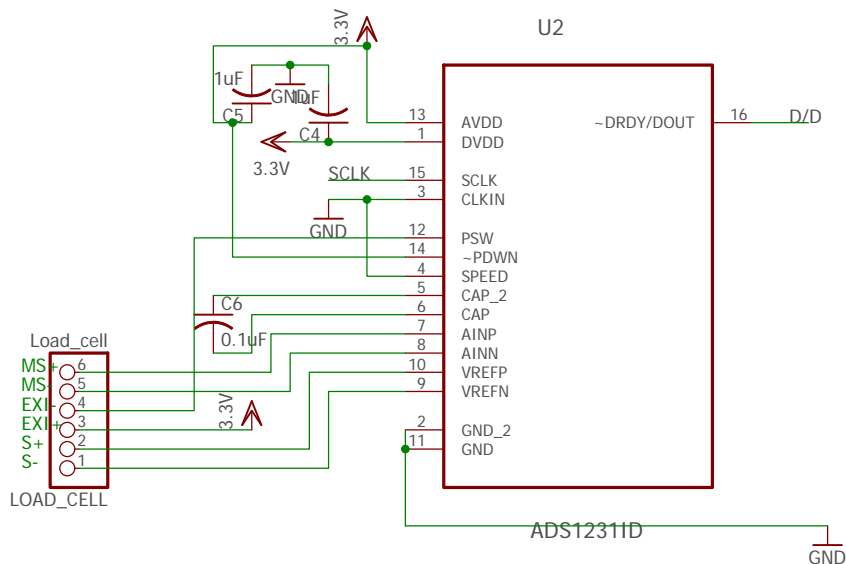 3.3V
U2
1uF
GND
1uF
C5
C4
3.3V
13 AVDD
1 DVDD
~DRDY/DOUT 16 D/D
SCLK 15 SCLK
3 CLKIN
GND
12 PSW
14 ~PDWN
4 SPEED
5 CAP_2
C6
6 CAP
0.1uF
7 AINP
8 AINN
10 VREFP
9 VREFN
Load_cell
MS+ 6
MS- 5
EXI- 4
EXI+ 3
S+ 2
S- 1
3.3V
2 GND_2
11 GND
LOAD_CELL
ADS1231ID
GND